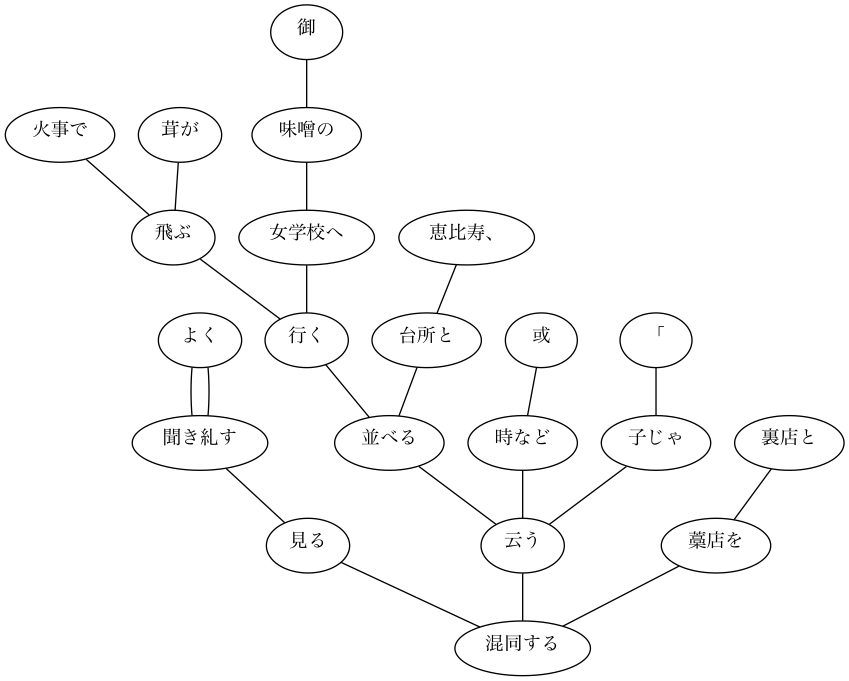 御
火事で
茸が
味噌の
飛ぶ
女学校へ
恵比寿、
よく
行く
台所と
或
「
聞き糺す
並べる
時など
子じゃ
裏店と
見る
云う
藁店を
混同する